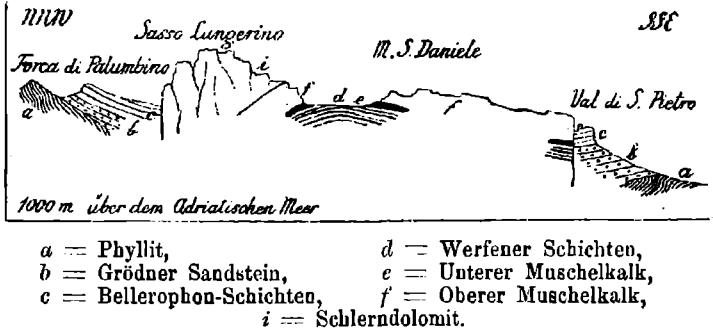 NNW SSE
Sasso Lungerino
M. S. Daniele
Forca di Palumbino
i
Val di S. Pietro
f
d e
f
a
b
c
c
b
a
1000 m über dem Adriatischen Meer
a = Phyllit, d = Werfener Schichten,
b = Grödner Sandstein, e = Unterer Muschelkalk,
c = Bellerophon-Schichten, f = Oberer Muschelkalk,
i = Schlerndolomit.